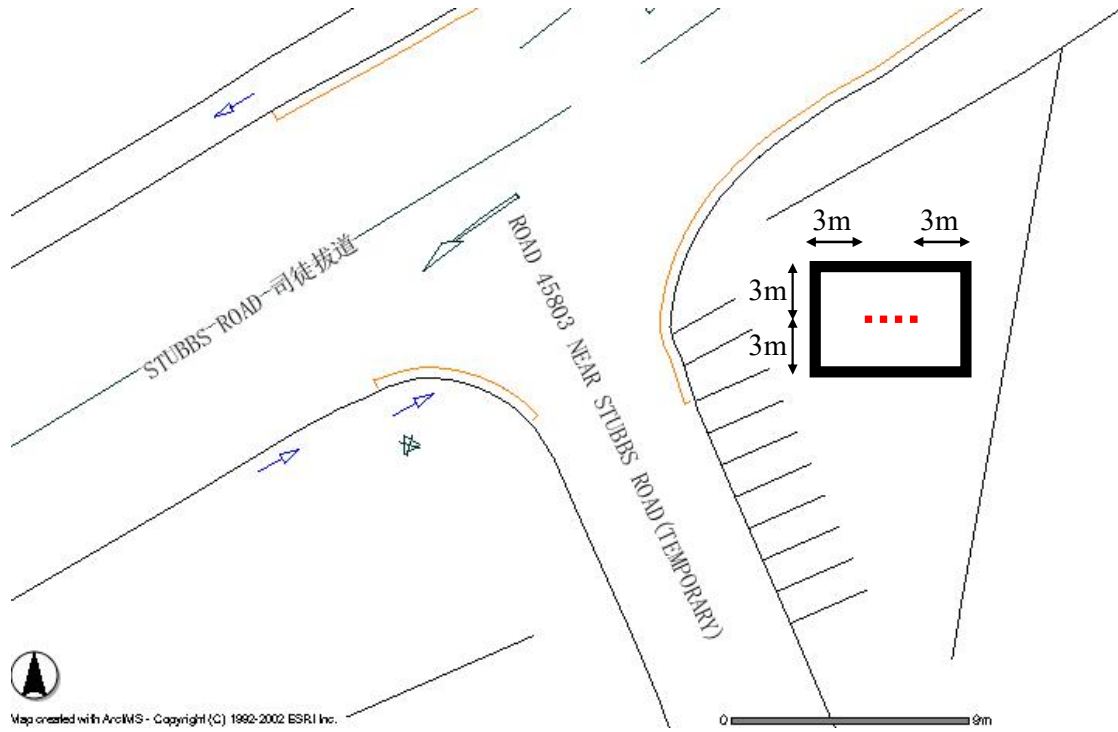 3m
3m
3m
3m
STUBBS ROAD 司徒拔道
ROAD 45803 NEAR STUBBS ROAD(TEMPORARY)
Map created with ArcIMS - Copyright (C) 1992-2002 ESRI Inc.
0 9m